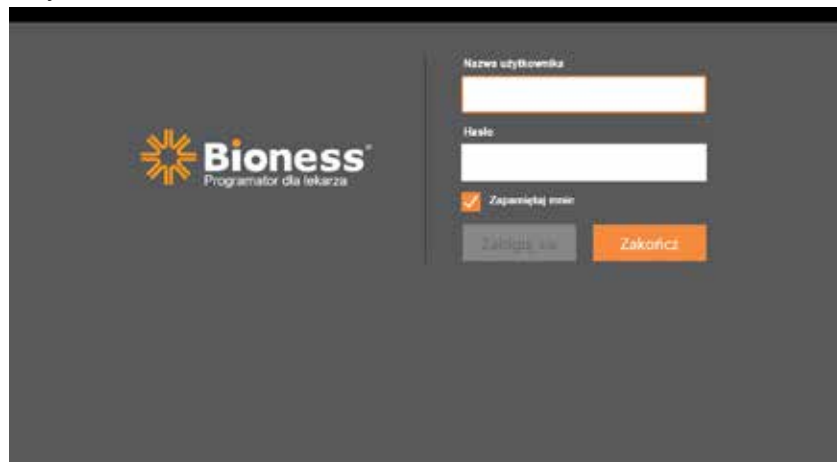 Bioness®
Programator dla lekarza
Nazwa użytkownika
Hasło
Zapamiętaj mnie
Zaloguj się
Zakończ